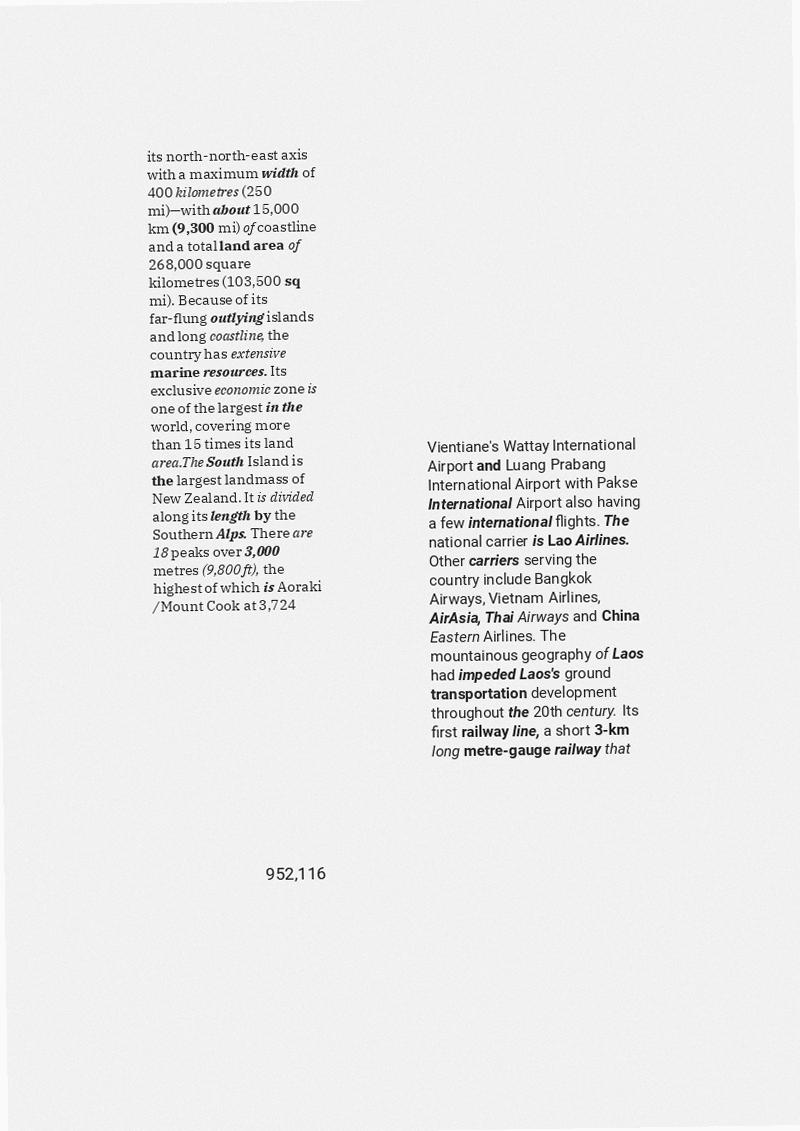 its north-north-east axis
with a maximum width of
400 kilometres (250
mi)—with about 15,000
km (9,300 mi) of coastline
and a total land area of
268,000 square
kilometres (103,500 sq
mi). Because of its
far-flung outlying islands
and long coastline, the
country has extensive
marine resources. Its
exclusive economic zone is
one of the largest in the
world, covering more
than 15 times its land
area.The South Island is
the largest landmass of
New Zealand. It is divided
along its length by the
Southern Alps. There are
18 peaks over 3,000
metres (9,800 ft), the
highest of which is Aoraki
/Mount Cook at 3,724
Vientiane's Wattay International
Airport and Luang Prabang
International Airport with Pakse
International Airport also having
a few international flights. The
national carrier is Lao Airlines.
Other carriers serving the
country include Bangkok
Airways, Vietnam Airlines,
AirAsia, Thai Airways and China
Eastern Airlines. The
mountainous geography of Laos
had impeded Laos's ground
transportation development
throughout the 20th century. Its
first railway line, a short 3-km
long metre-gauge railway that
952,116